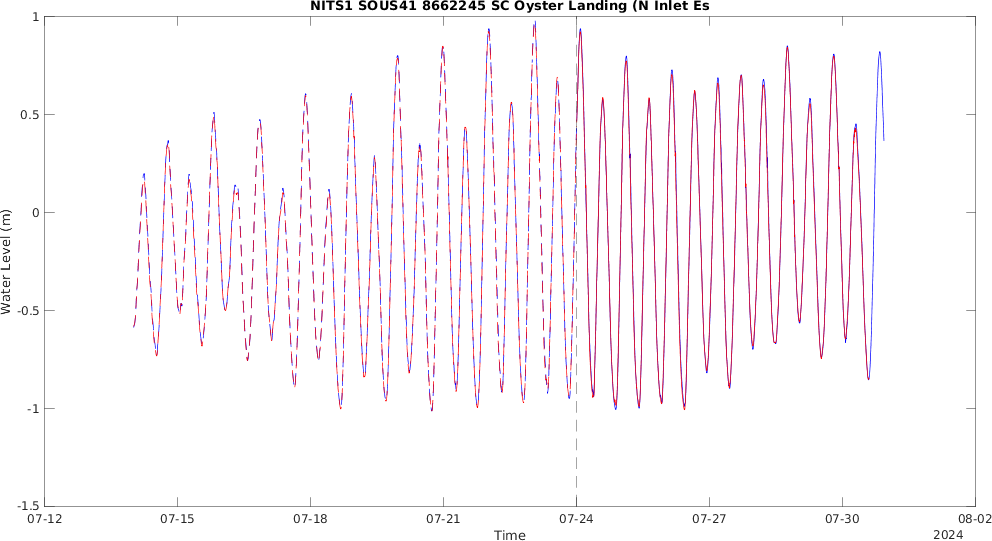 NITS1 SOUS41 8662245 SC Oyster Landing (N Inlet Es
1
0.5
0
-0.5
-1
-1.5
Water Level (m)
07-12 07-15 07-18 07-21 07-24 07-27 07-30 08-02
Time
2024